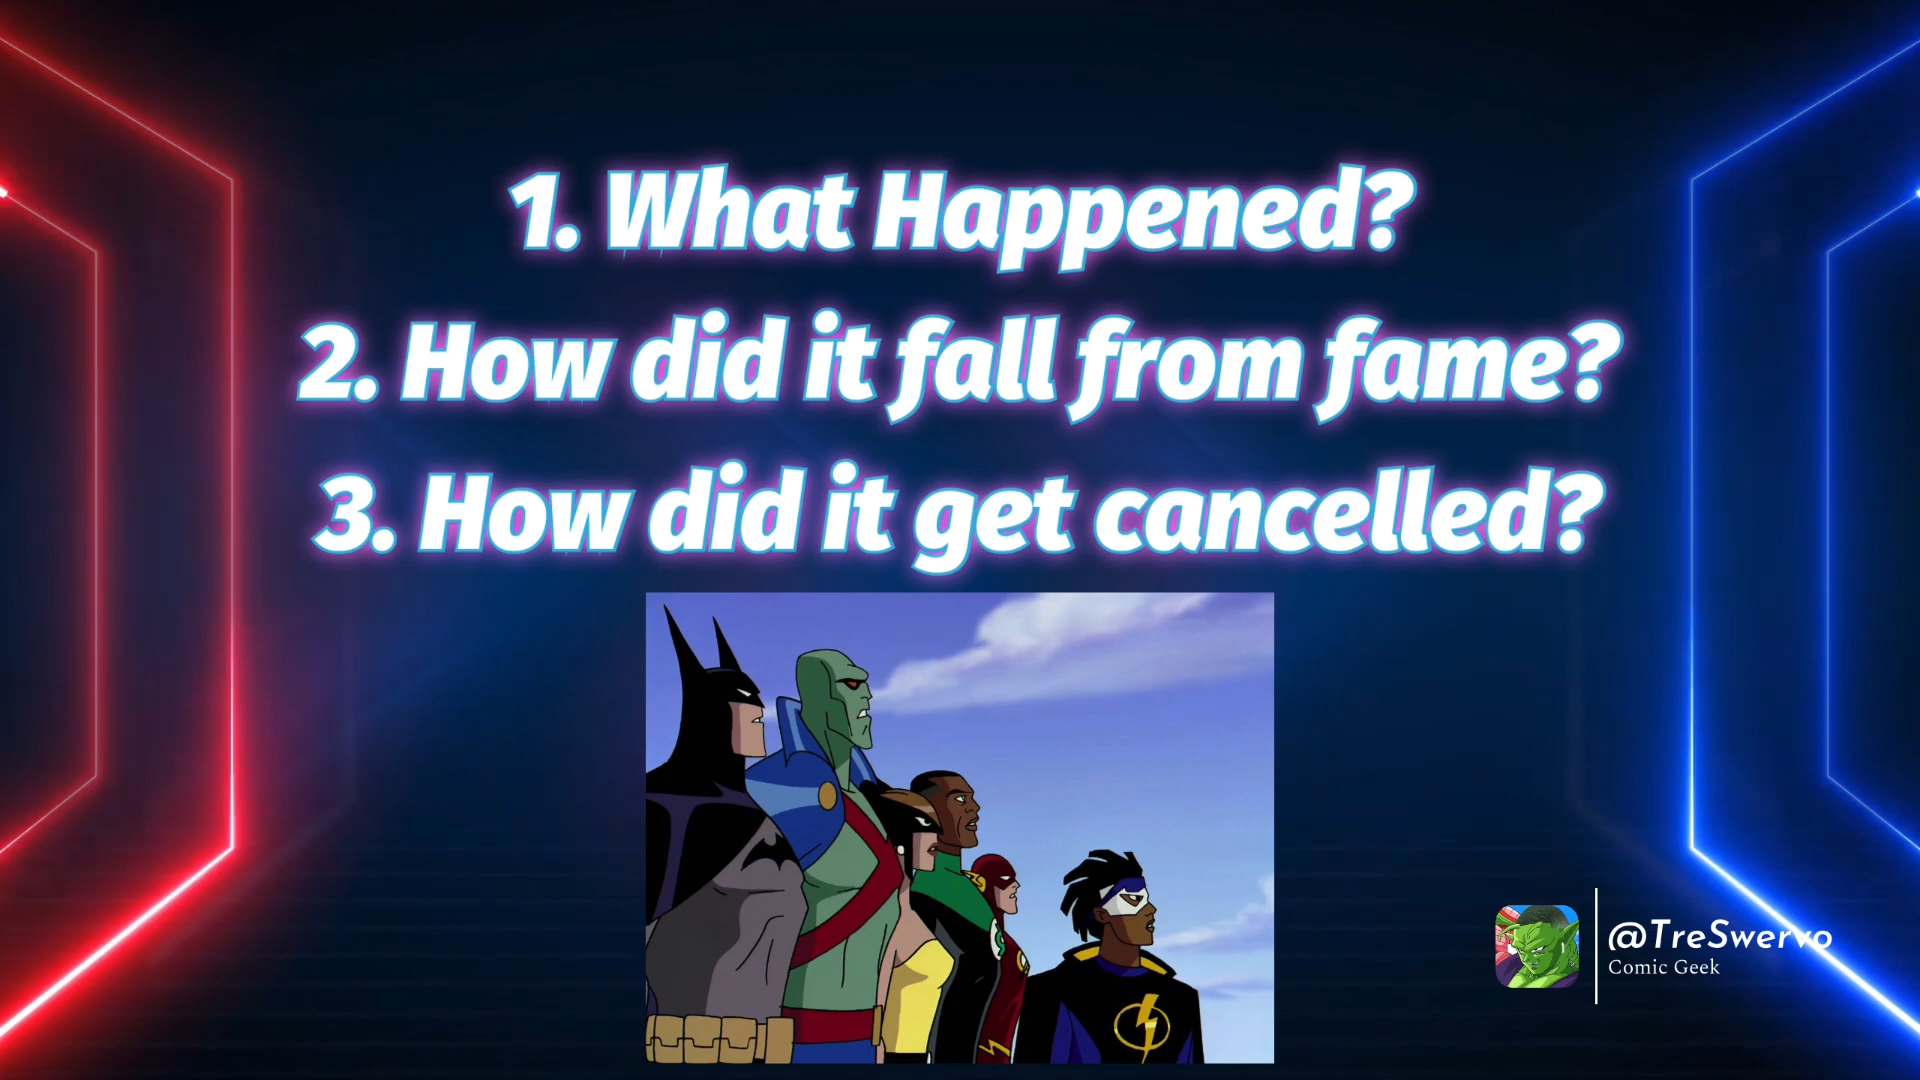 1. What Happened?
2. How did it fall from fame?
3. How did it get cancelled?
@TreSwervo
Comic Geek